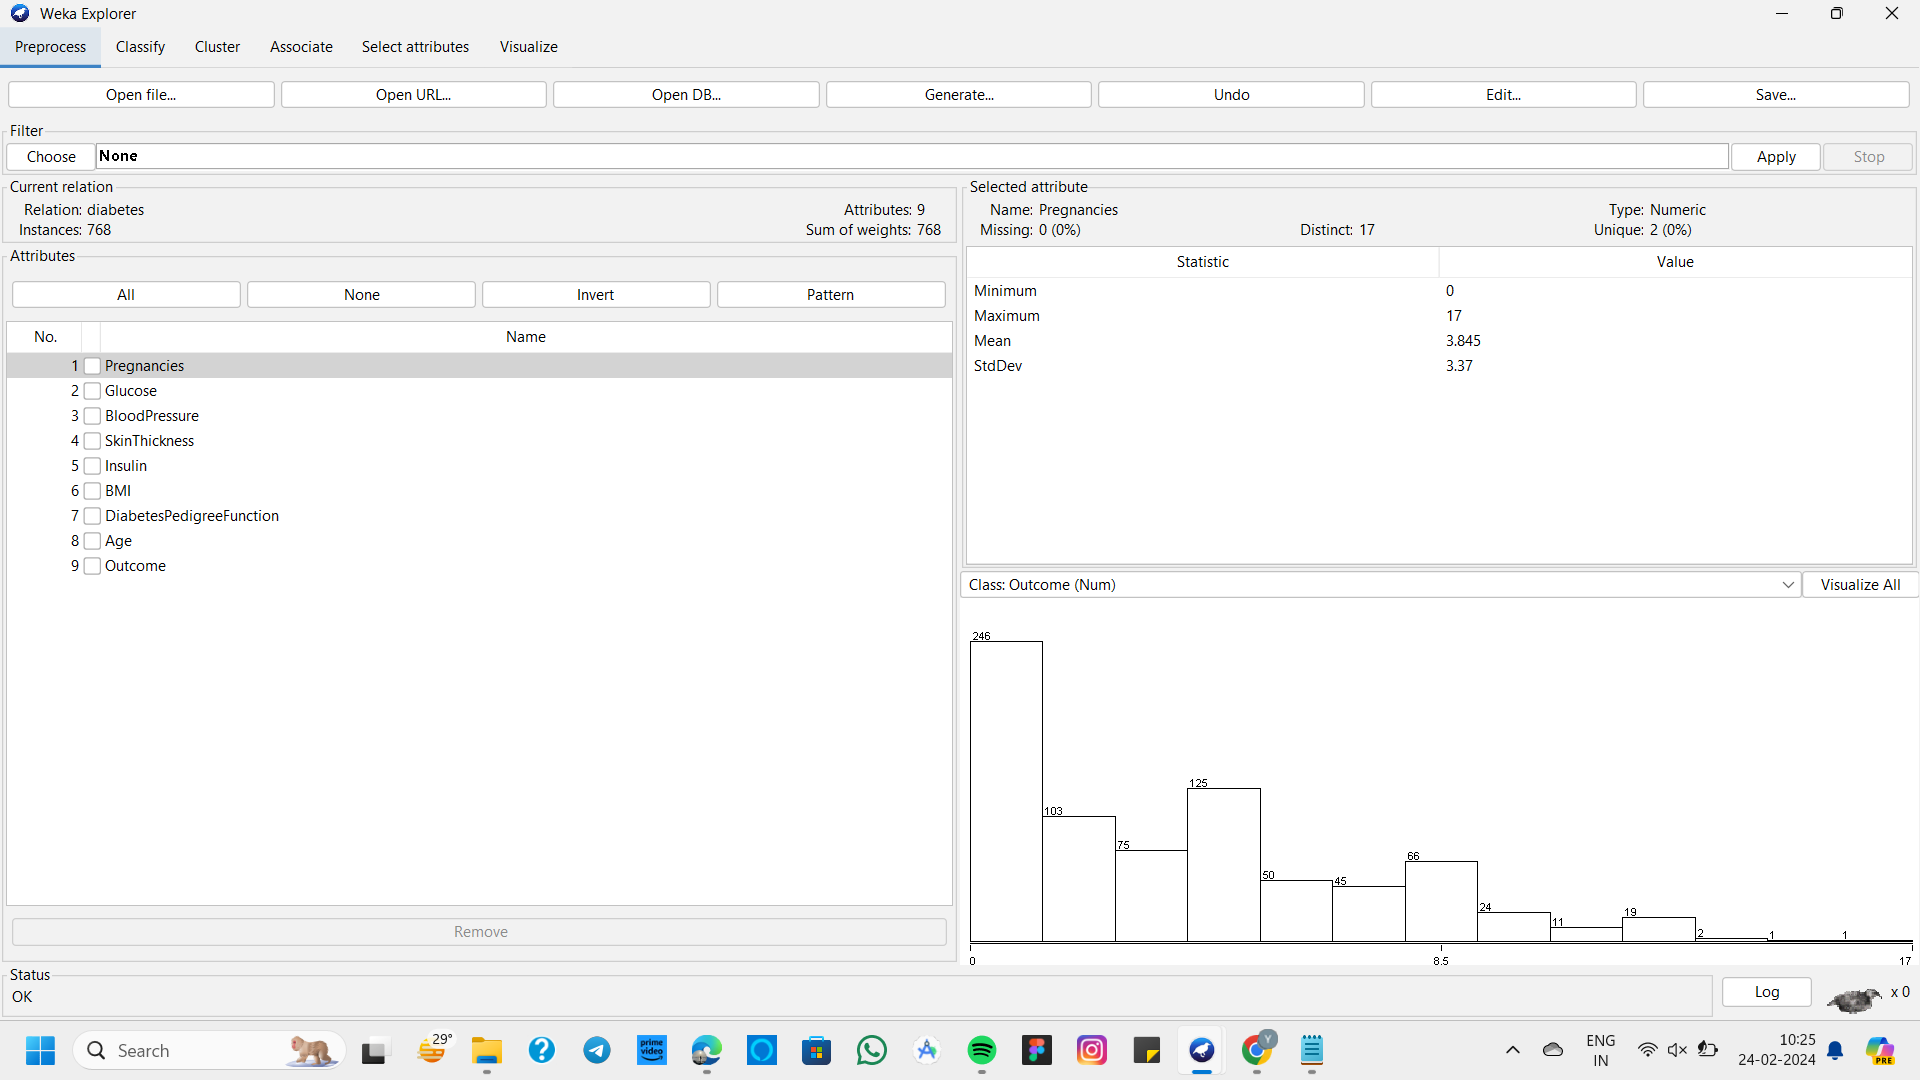 Weka Explorer
Preprocess Classify Cluster Associate Select attributes Visualize
Open file... Open URL... Open DB... Generate... Undo Edit... Save...
Filter
Choose None Apply Stop
Current relation
Relation: diabetes Attributes: 9
Instances: 768 Sum of weights: 768
Attributes
All None Invert Pattern
No. Name
1 Pregnancies
2 Glucose
3 BloodPressure
4 SkinThickness
5 Insulin
6 BMI
7 DiabetesPedigreeFunction
8 Age
9 Outcome
Remove
Selected attribute
Name: Pregnancies Type: Numeric
Missing: 0 (0%) Distinct: 17 Unique: 2 (0%)
Statistic Value
Minimum 0
Maximum 17
Mean 3.845
StdDev 3.37
Class: Outcome (Num) Visualize All
246
103
75
125
50
45
66
24
11
19
2
1
1
0 8.5 17
Status
OK
Log x 0
Search
29°
prime video
Y
ENG
IN
10:25
24-02-2024
PRE